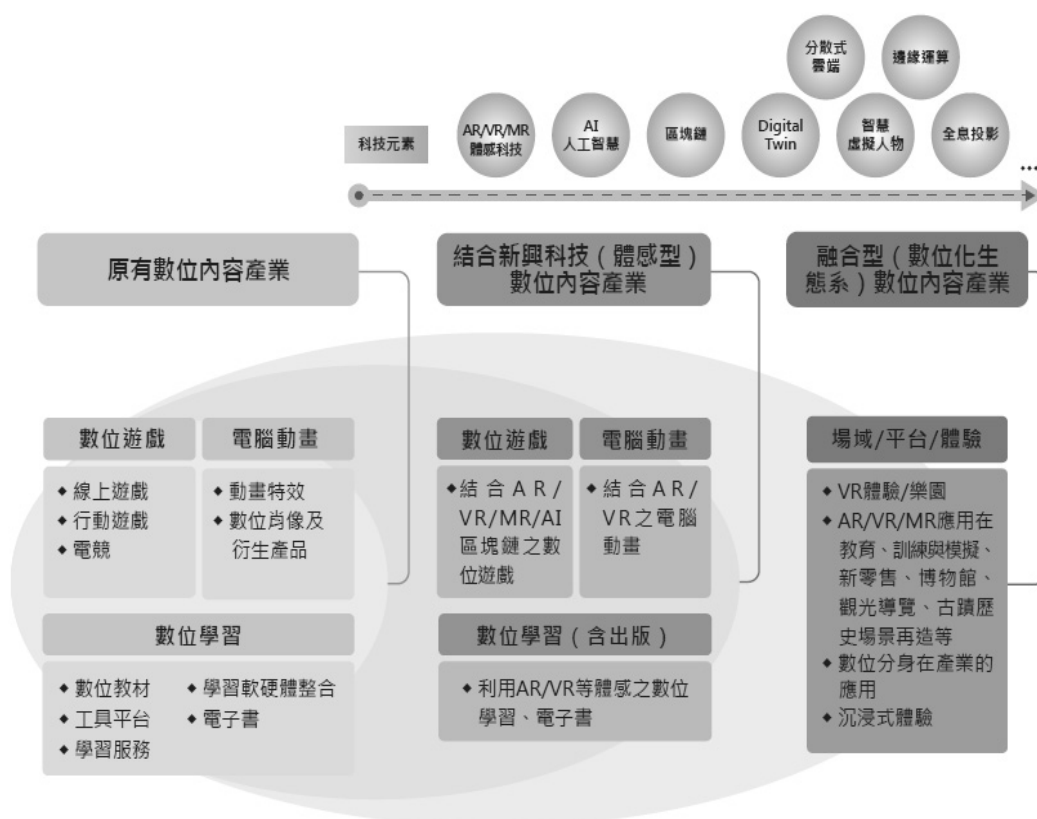 分散式
雲端
邊緣運算
科技元素
AR/VR/MR
體感科技
AI
人工智慧
區塊鏈
Digital
Twin
智慧
虛擬人物
全息投影
...
原有數位內容產業
結合新興科技(體感型)
數位內容產業
融合型(數位化生
態系)數位內容產業
數位遊戲
◆線上遊戲
◆行動遊戲
◆電競
電腦動畫
◆動畫特效
◆數位肖像及
衍生產品
數位學習
◆數位教材
◆工具平台
◆學習服務
◆學習軟硬體整合
◆電子書
數位遊戲
◆結合AR/
VR/MR/AI
區塊鏈之數
位遊戲
電腦動畫
◆結合AR/
VR之電腦
動畫
數位學習(含出版)
◆利用AR/VR等體感之數位
學習、電子書
場域/平台/體驗
◆VR體驗/樂園
◆AR/VR/MR應用在
教育、訓練與模擬、
新零售、博物館、
觀光導覽、古蹟歷
史場景再造等
◆數位分身在產業的
應用
◆沉浸式體驗